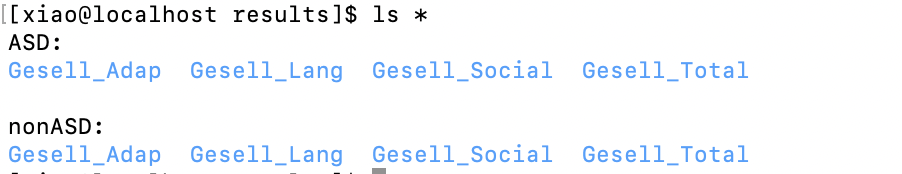 [[xiao@localhost results]$ ls *
ASD:
Gesell_Adap  Gesell_Lang  Gesell_Social  Gesell_Total

nonASD:
Gesell_Adap  Gesell_Lang  Gesell_Social  Gesell_Total